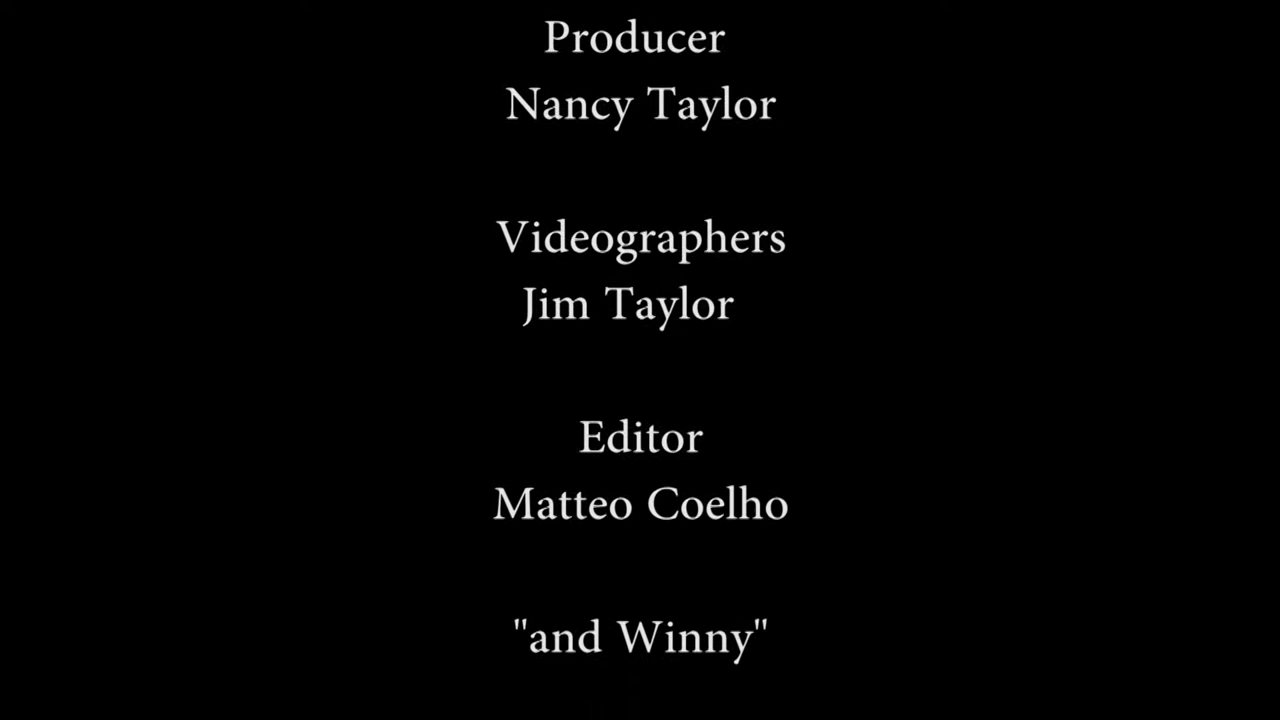 Producer
Nancy Taylor
Videographers
Jim Taylor
Editor
Matteo Coelho
"and Winny"